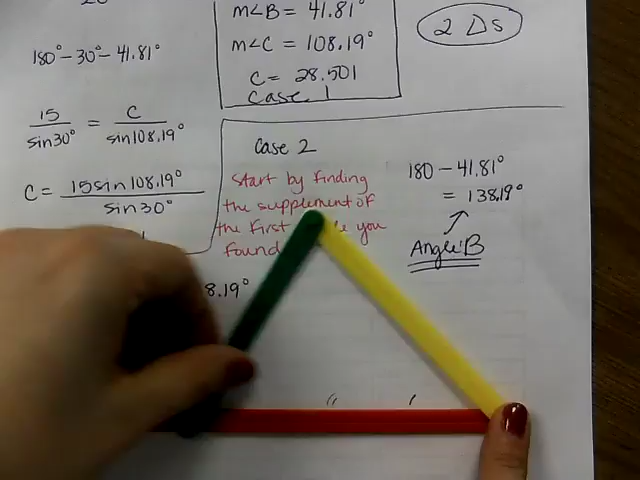 180° - 30° - 41.81°
15/sin30° = C/sin108.19°
C = 15sin108.19°/sin30°
m∠B = 41.81°
m∠C = 108.19°
C = 28.501
Case 1
2 Δs
Case 2
Start by finding
the supplement of
the first you
found
180 - 41.81°
= 138.19°
Angle B
8.19°